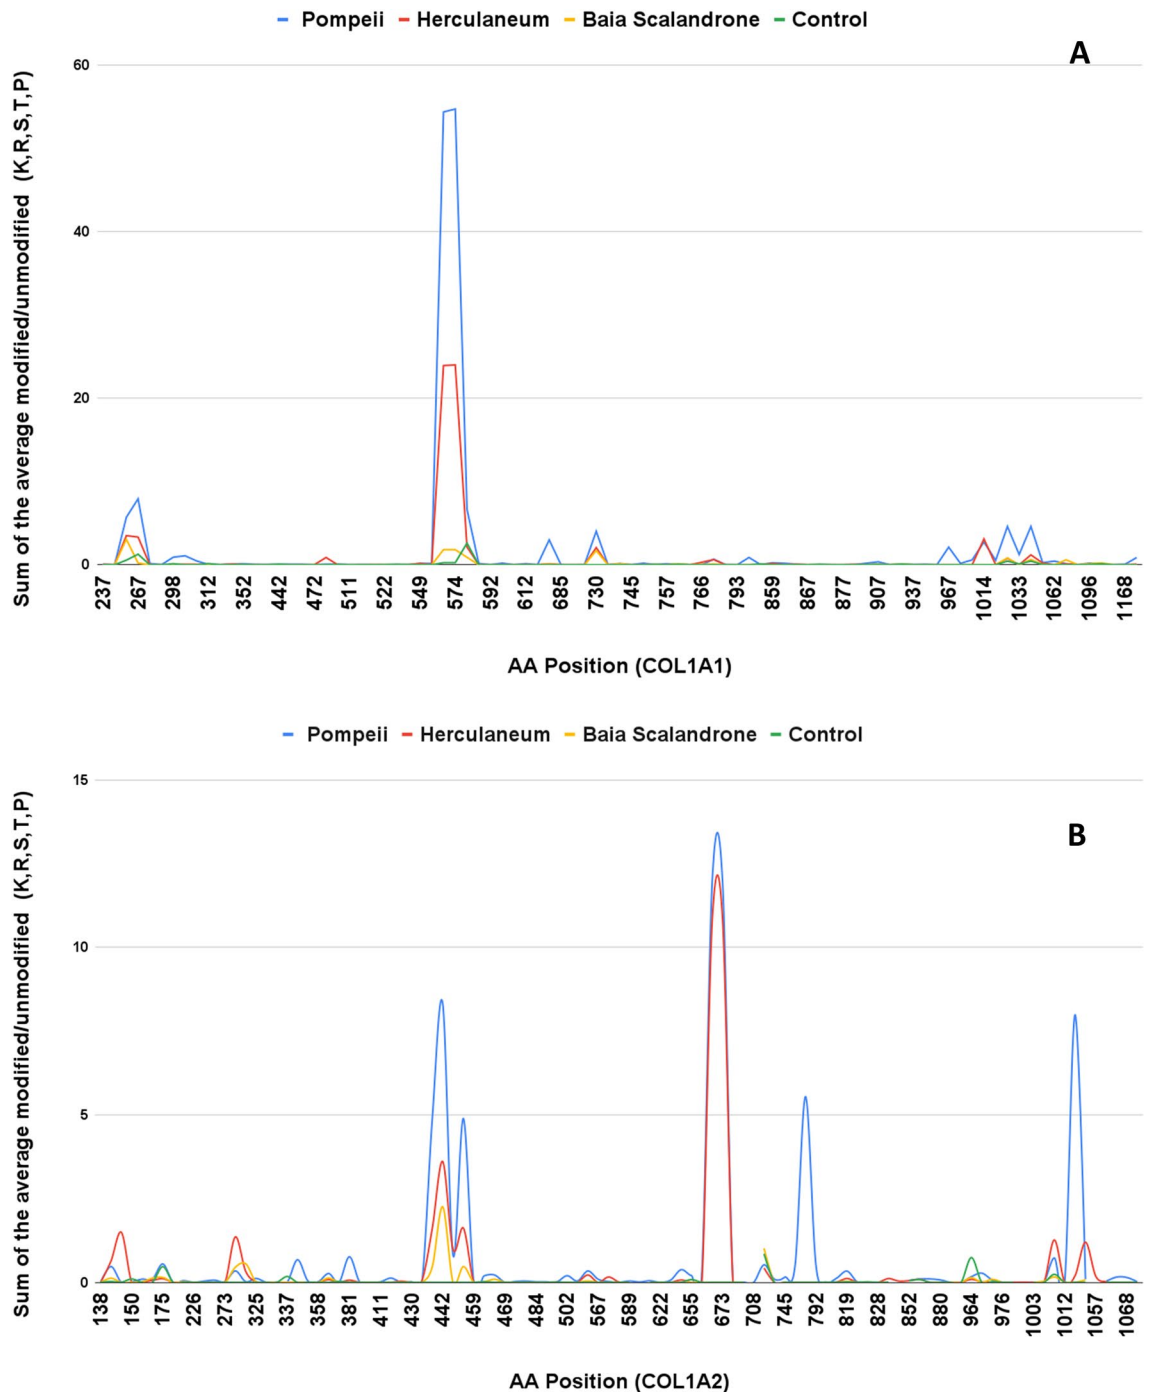 Pompeii Herculaneum Baia Scalandrone Control
A
Sum of the average modified/unmodified (K,R,S,T,P)
60
40
20
0
237 267 298 312 352 442 472 511 522 549 574 592 612 685 730 745 757 766 793 859 867 877 907 937 967 1014 1033 1062 1096 1168
AA Position (COL1A1)
Pompeii Herculaneum Baia Scalandrone Control
B
Sum of the average modified/unmodified (K,R,S,T,P)
15
10
5
0
138 150 175 226 273 325 337 358 381 411 430 442 459 469 484 502 567 589 622 655 673 708 745 792 819 828 852 880 964 976 1003 1012 1057 1068
AA Position (COL1A2)